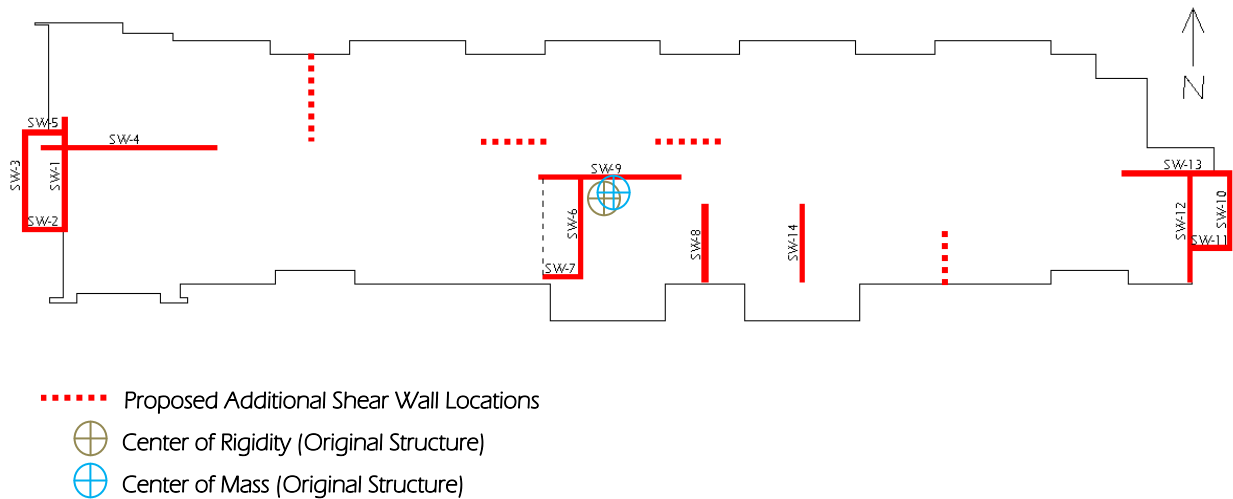 N
SW-5
SW-4
SW-3
SW-1
SW-2
SW-9
SW-6
SW-7
SW-8
SW-14
SW-13
SW-12
SW-10
SW-11
Proposed Additional Shear Wall Locations
Center of Rigidity (Original Structure)
Center of Mass (Original Structure)